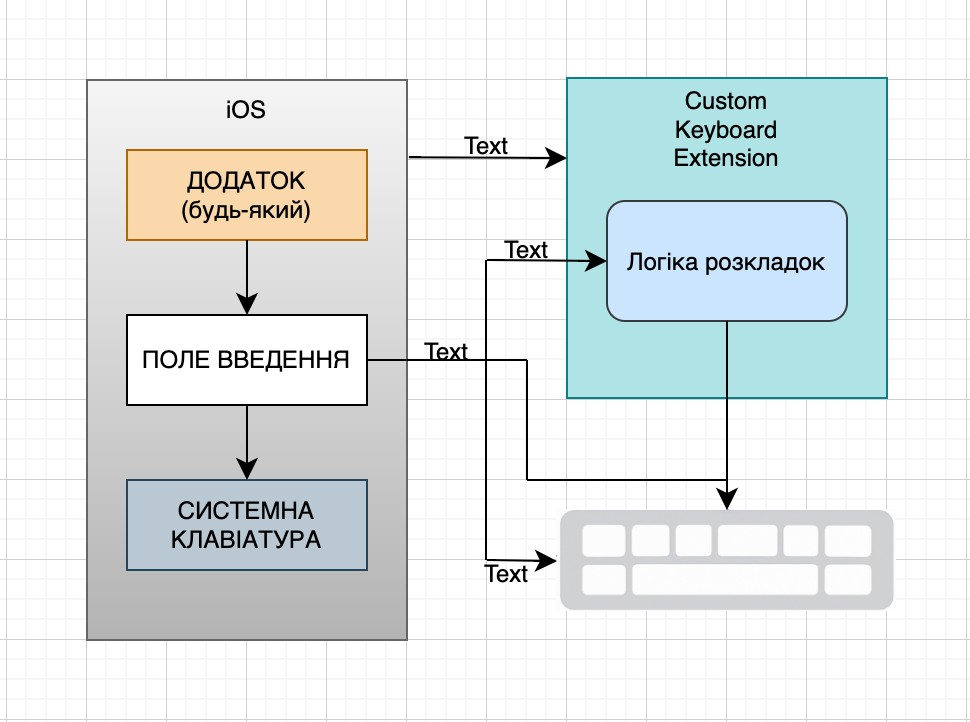 iOS
ДОДАТОК
(будь-який)
ПОЛЕ ВВЕДЕННЯ
СИСТЕМНА
КЛАВІАТУРА
Text
Text
Text
Text
Custom
Keyboard
Extension
Логіка розкладок